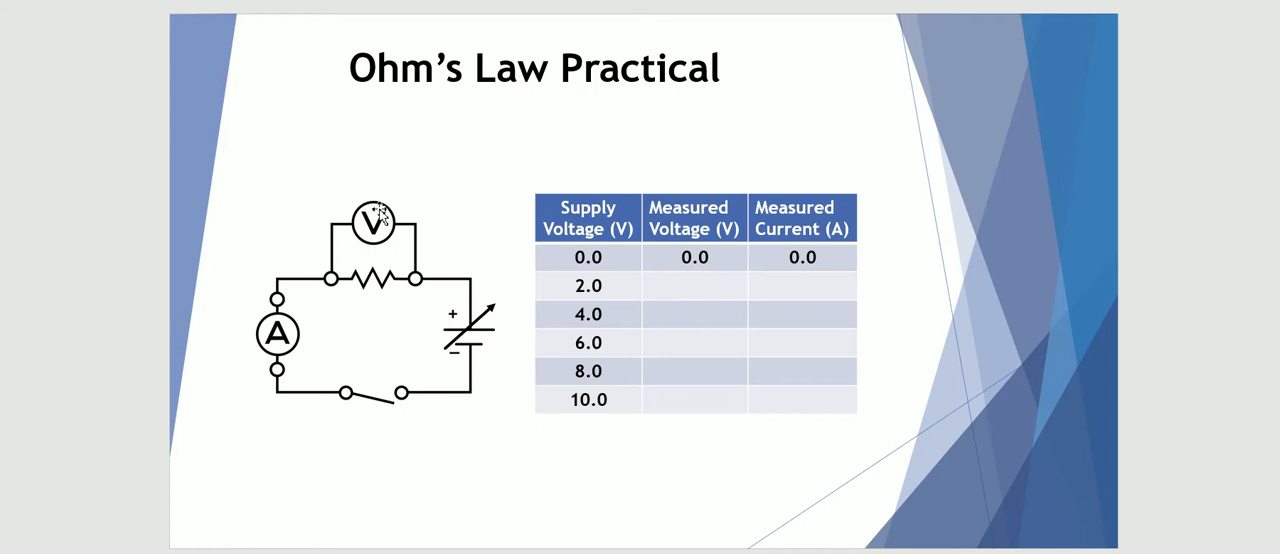 Ohm's Law Practical
V
A
+
–
Supply Voltage (V) Measured Voltage (V) Measured Current (A)
0.0 0.0 0.0
2.0
4.0
6.0
8.0
10.0